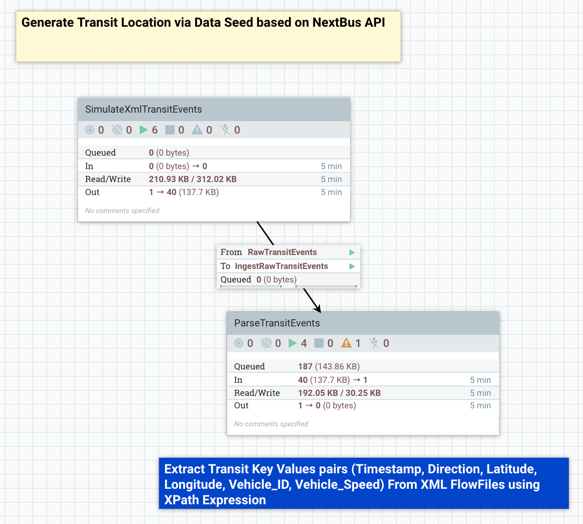 Generate Transit Location via Data Seed based on NextBus API
SimulateXmlTransitEvents
0 0 6 0 0 0
Queued 0 (0 bytes)
In 0 (0 bytes) → 0 5 min
Read/Write 210.93 KB / 312.02 KB 5 min
Out 1 → 40 (137.7 KB) 5 min
No comments specified
From RawTransitEvents
To IngestRawTransitEvents
Queued 0 (0 bytes)
ParseTransitEvents
0 0 4 0 1 0
Queued 187 (143.86 KB)
In 40 (137.7 KB) → 1 5 min
Read/Write 192.05 KB / 30.25 KB 5 min
Out 1 → 0 (0 bytes) 5 min
No comments specified
Extract Transit Key Values pairs (Timestamp, Direction, Latitude,
Longitude, Vehicle_ID, Vehicle_Speed) From XML FlowFiles using
XPath Expression